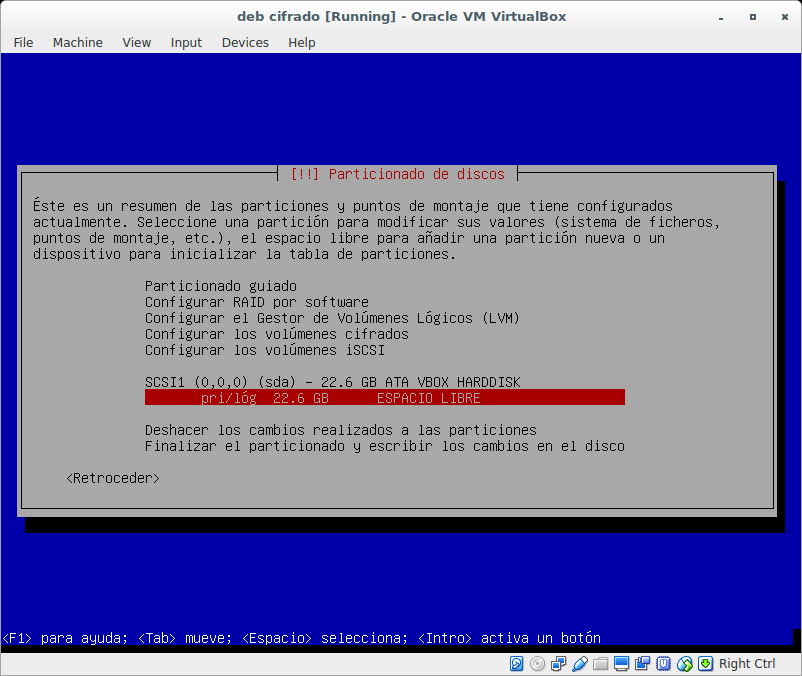 deb cifrado [Running] - Oracle VM VirtualBox
File Machine View Input Devices Help
[!!] Particionado de discos
Éste es un resumen de las particiones y puntos de montaje que tiene configurados
actualmente. Seleccione una partición para modificar sus valores (sistema de ficheros,
puntos de montaje, etc.), el espacio libre para añadir una partición nueva o un
dispositivo para inicializar la tabla de particiones.
Particionado guiado
Configurar RAID por software
Configurar el Gestor de Volúmenes Lógicos (LVM)
Configurar los volúmenes cifrados
Configurar los volúmenes iSCSI
SCSI1 (0,0,0) (sda) - 22.6 GB ATA VBOX HARDDISK
pri/lóg 22.6 GB ESPACIO LIBRE
Deshacer los cambios realizados a las particiones
Finalizar el particionado y escribir los cambios en el disco
<Retroceder>
<F1> para ayuda; <Tab> mueve; <Espacio> selecciona; <Intro> activa un botón
Right Ctrl